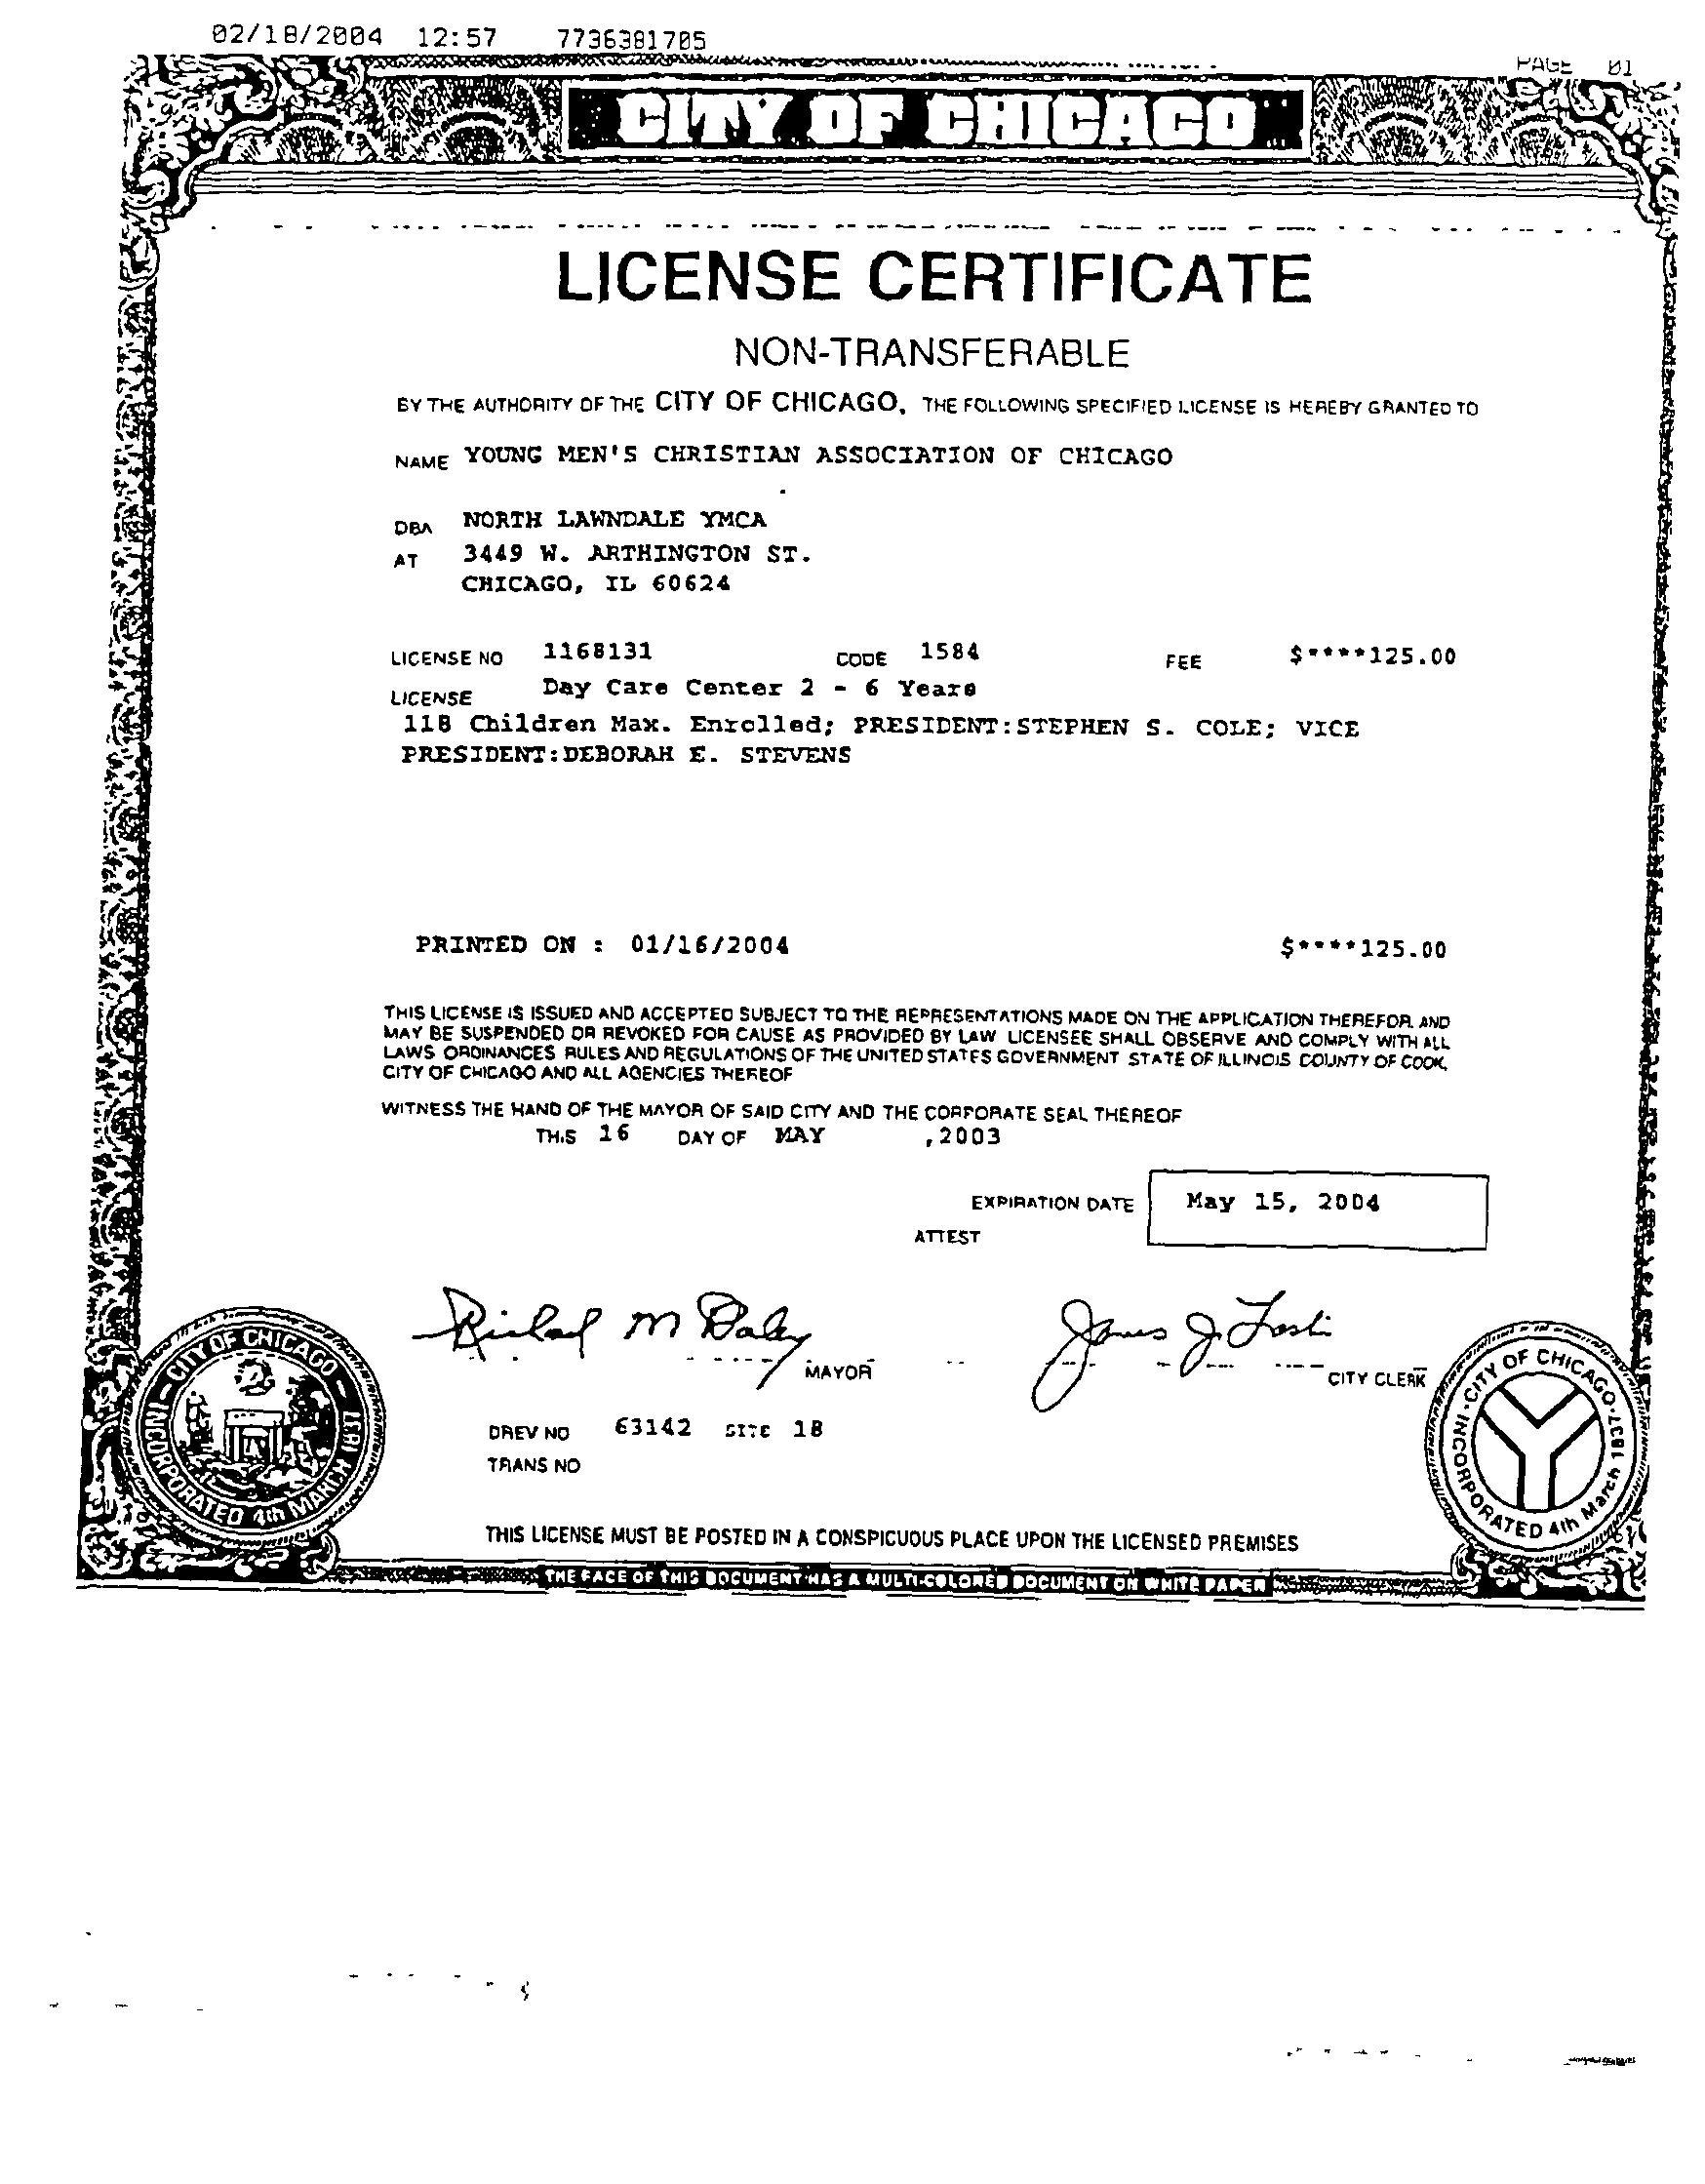 02/18/2004 12:57 7736381705
PAGE 01
CITY OF CHICAGO
LICENSE CERTIFICATE
NON-TRANSFERABLE
BY THE AUTHORITY OF THE CITY OF CHICAGO, THE FOLLOWING SPECIFIED LICENSE IS HEREBY GRANTED TO
NAME YOUNG MEN'S CHRISTIAN ASSOCIATION OF CHICAGO
DBA NORTH LAWNDALE YMCA
AT 3449 W. ARTHINGTON ST.
CHICAGO, IL 60624
LICENSE NO 1168131 CODE 1584 FEE $****125.00
LICENSE Day Care Center 2 - 6 Years
118 Children Max. Enrolled; PRESIDENT:STEPHEN S. COLE; VICE
PRESIDENT:DEBORAH E. STEVENS
PRINTED ON : 01/16/2004 $****125.00
THIS LICENSE IS ISSUED AND ACCEPTED SUBJECT TO THE REPRESENTATIONS MADE ON THE APPLICATION THEREFOR AND
MAY BE SUSPENDED OR REVOKED FOR CAUSE AS PROVIDED BY LAW LICENSEE SHALL OBSERVE AND COMPLY WITH ALL
LAWS ORDINANCES RULES AND REGULATIONS OF THE UNITED STATES GOVERNMENT STATE OF ILLINOIS COUNTY OF COOK,
CITY OF CHICAGO AND ALL AGENCIES THEREOF
WITNESS THE HAND OF THE MAYOR OF SAID CITY AND THE CORPORATE SEAL THEREOF
THIS 16 DAY OF MAY ,2003
EXPIRATION DATE May 15, 2004
ATTEST
Richard M Daley MAYOR
James J Laski CITY CLERK
CITY OF CHICAGO - INCORPORATED 4th MARCH 1837
CITY OF CHICAGO · INCORPORATED 4th March 1837
DREV NO 63142 SITE 18
TRANS NO
THIS LICENSE MUST BE POSTED IN A CONSPICUOUS PLACE UPON THE LICENSED PREMISES
THE FACE OF THIS DOCUMENT HAS A MULTI-COLORED DOCUMENT ON WHITE PAPER